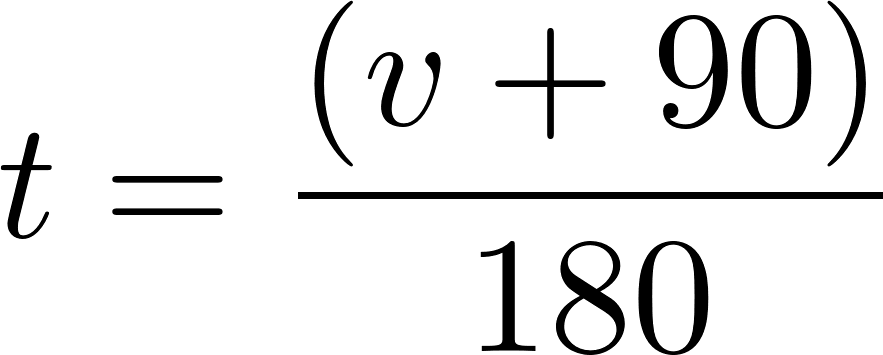 t = (v + 90) / 180